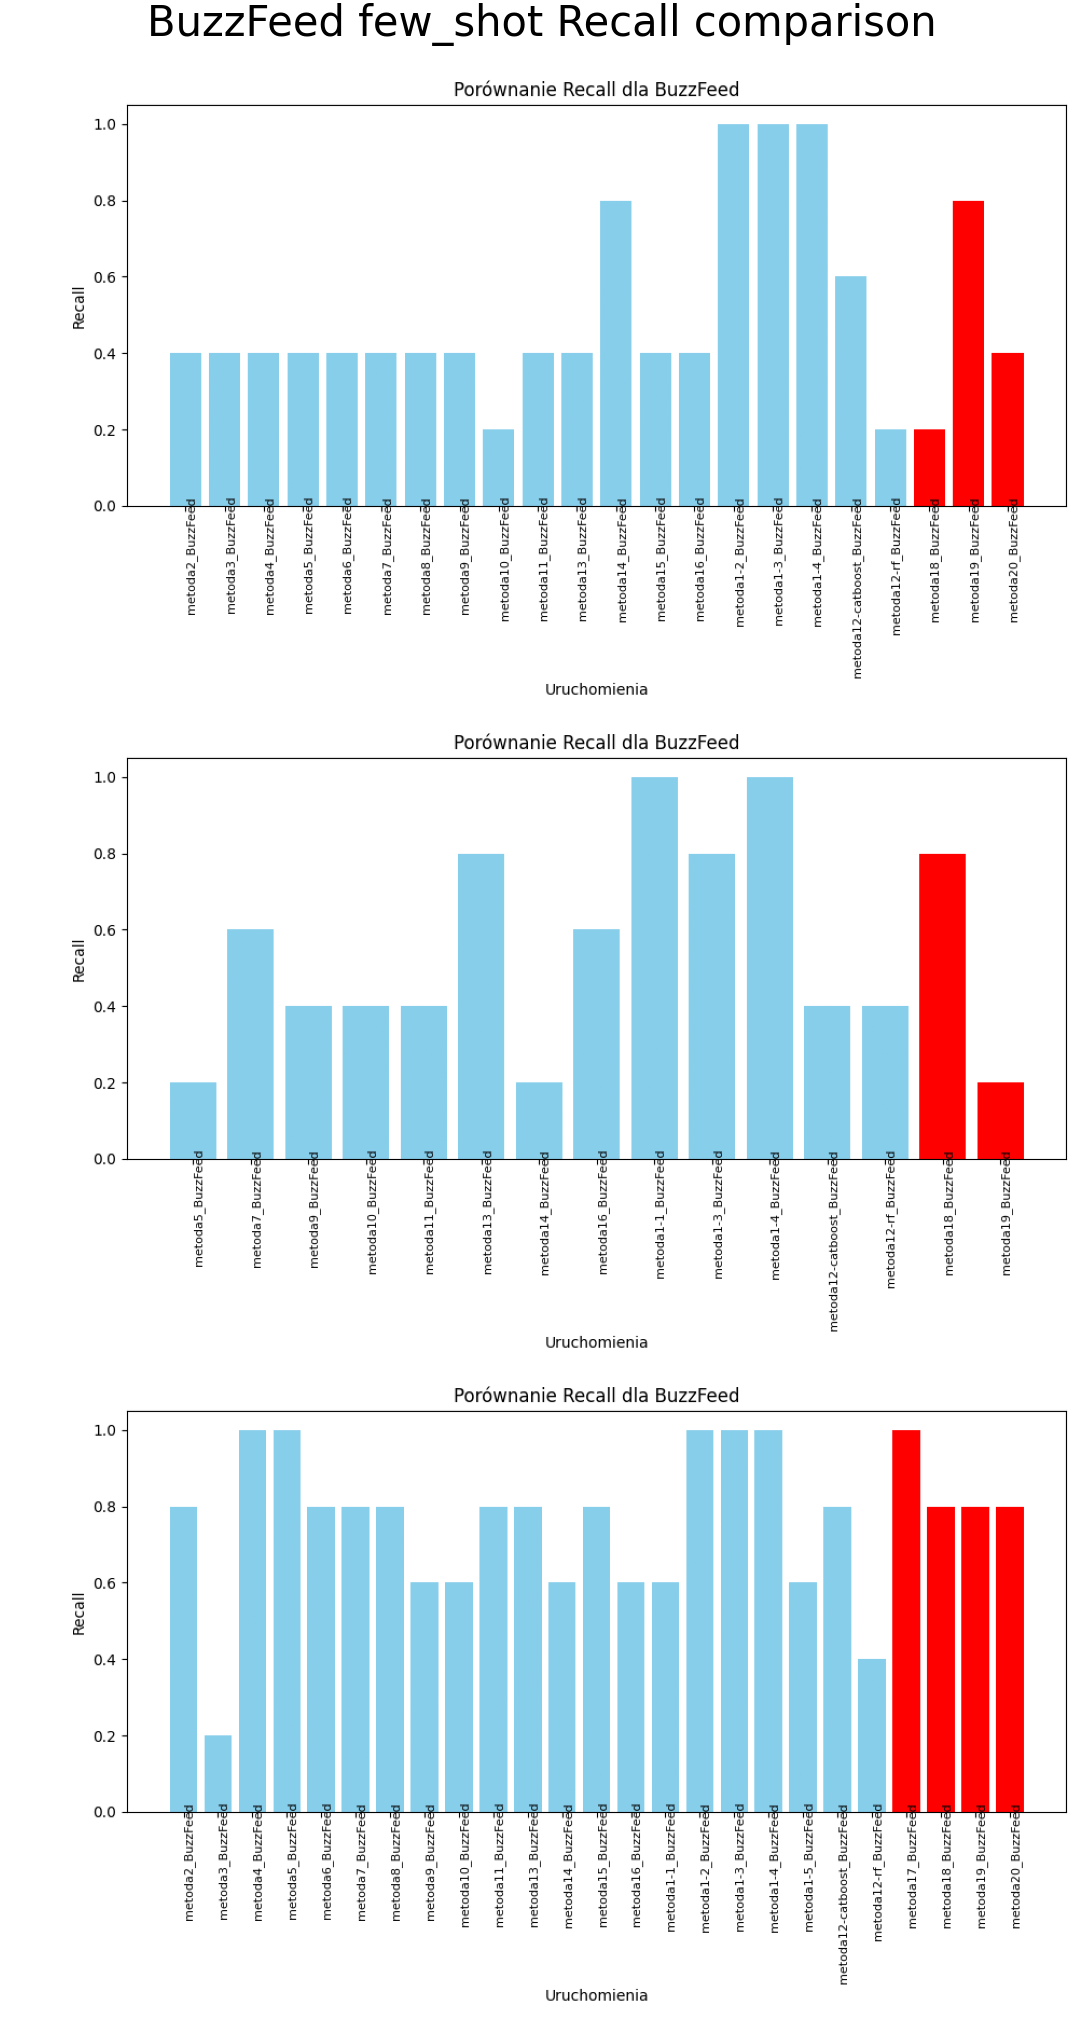 BuzzFeed few_shot Recall comparison
Porównanie Recall dla BuzzFeed
1.0
0.8
0.6
0.4
0.2
0.0
Recall
metoda2_BuzzFeed
metoda3_BuzzFeed
metoda4_BuzzFeed
metoda5_BuzzFeed
metoda6_BuzzFeed
metoda7_BuzzFeed
metoda8_BuzzFeed
metoda9_BuzzFeed
metoda10_BuzzFeed
metoda11_BuzzFeed
metoda13_BuzzFeed
metoda14_BuzzFeed
metoda15_BuzzFeed
metoda16_BuzzFeed
metoda1-2_BuzzFeed
metoda1-3_BuzzFeed
metoda1-4_BuzzFeed
metoda12-catboost_BuzzFeed
metoda12-rf_BuzzFeed
metoda18_BuzzFeed
metoda19_BuzzFeed
metoda20_BuzzFeed
Uruchomienia
Porównanie Recall dla BuzzFeed
1.0
0.8
0.6
0.4
0.2
0.0
Recall
metoda5_BuzzFeed
metoda7_BuzzFeed
metoda9_BuzzFeed
metoda10_BuzzFeed
metoda11_BuzzFeed
metoda13_BuzzFeed
metoda14_BuzzFeed
metoda16_BuzzFeed
metoda1-1_BuzzFeed
metoda1-3_BuzzFeed
metoda1-4_BuzzFeed
metoda12-catboost_BuzzFeed
metoda12-rf_BuzzFeed
metoda18_BuzzFeed
metoda19_BuzzFeed
Uruchomienia
Porównanie Recall dla BuzzFeed
1.0
0.8
0.6
0.4
0.2
0.0
Recall
metoda2_BuzzFeed
metoda3_BuzzFeed
metoda4_BuzzFeed
metoda5_BuzzFeed
metoda6_BuzzFeed
metoda7_BuzzFeed
metoda8_BuzzFeed
metoda9_BuzzFeed
metoda10_BuzzFeed
metoda11_BuzzFeed
metoda13_BuzzFeed
metoda14_BuzzFeed
metoda15_BuzzFeed
metoda16_BuzzFeed
metoda1-1_BuzzFeed
metoda1-2_BuzzFeed
metoda1-3_BuzzFeed
metoda1-4_BuzzFeed
metoda1-5_BuzzFeed
metoda12-catboost_BuzzFeed
metoda12-rf_BuzzFeed
metoda17_BuzzFeed
metoda18_BuzzFeed
metoda19_BuzzFeed
metoda20_BuzzFeed
Uruchomienia